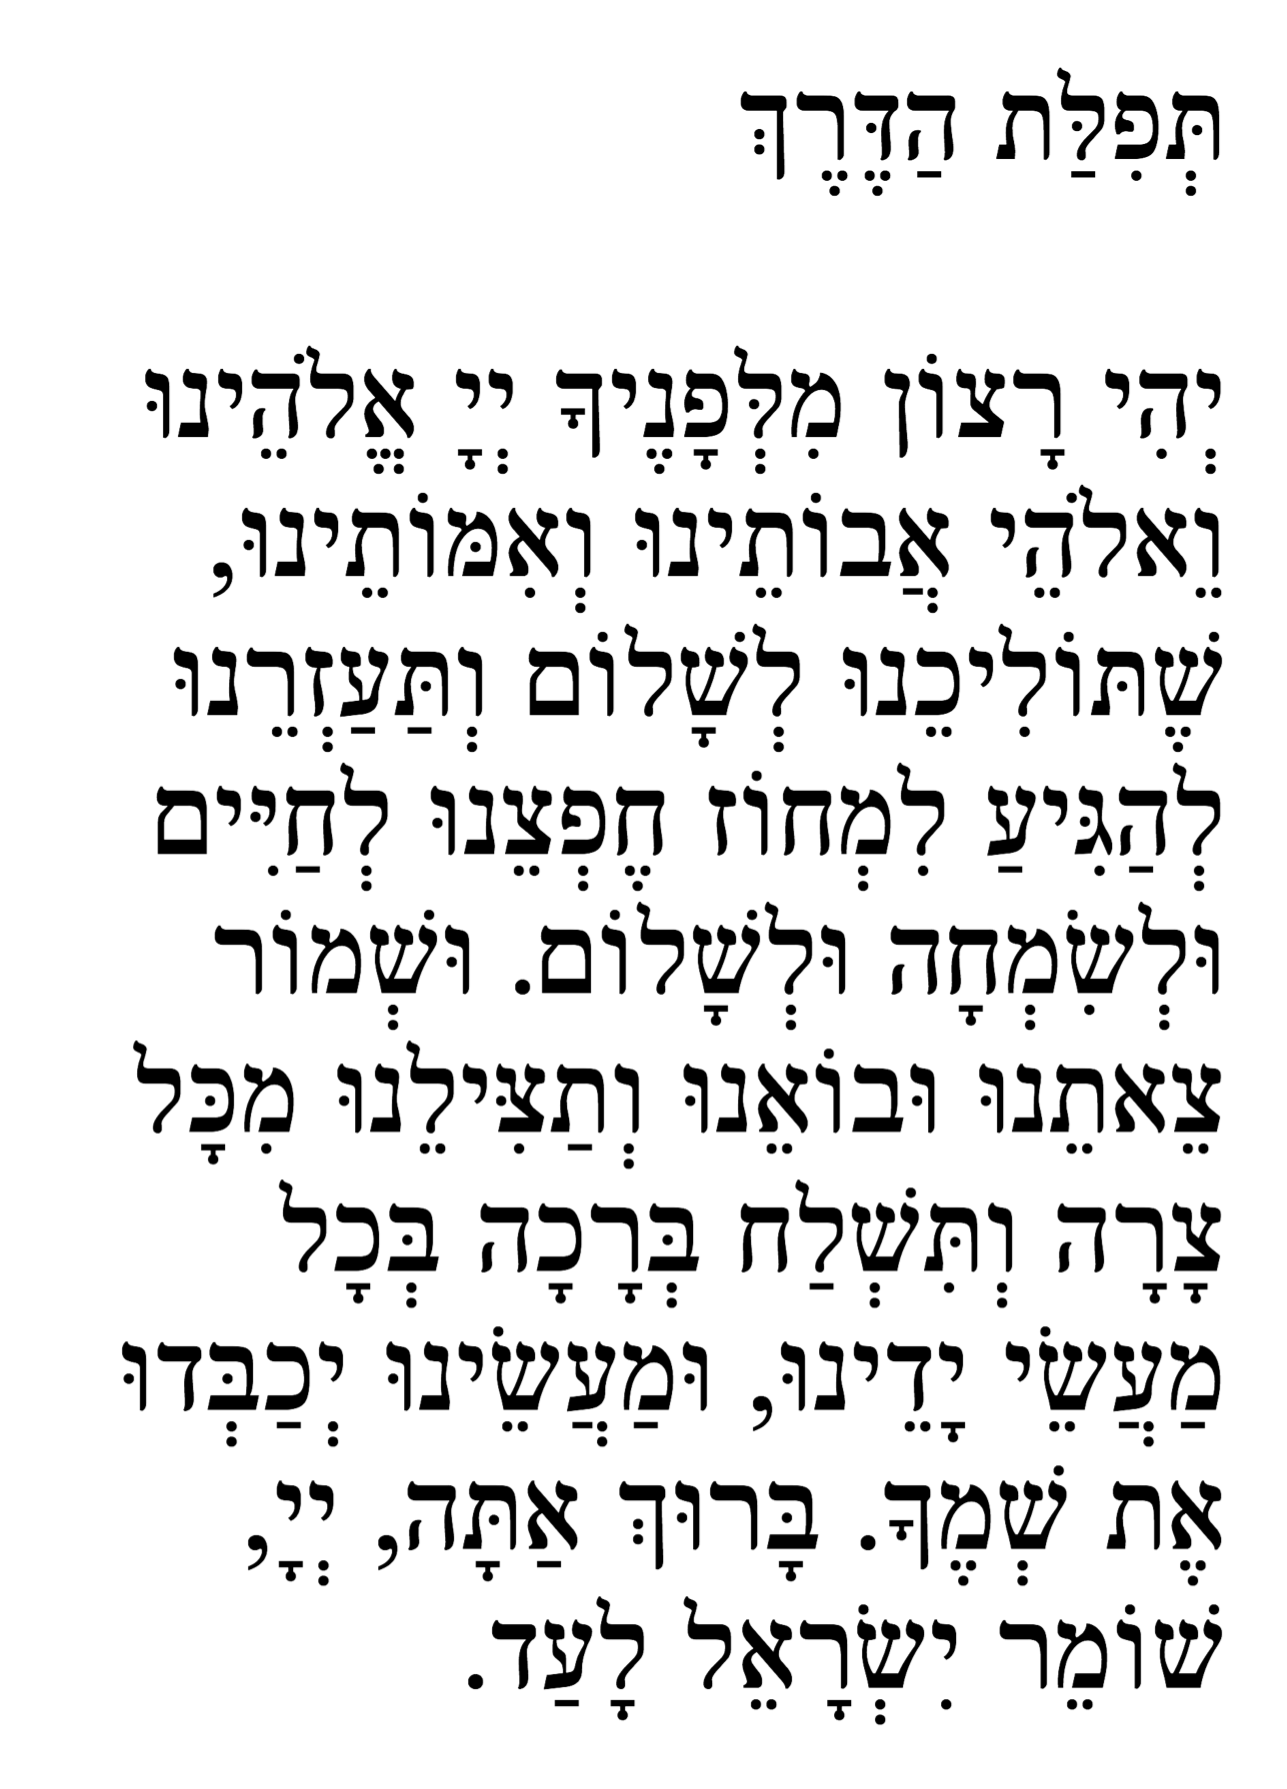 תְּפִלַּת הַדֶּרֶךְ
יְהִי רָצוֹן מִלְּפָנֶיךָ יְיָ אֱלֹהֵינוּ
וֵאלֹהֵי אֲבוֹתֵינוּ וְאִמּוֹתֵינוּ,
שֶׁתּוֹלִיכֵנוּ לְשָׁלוֹם וְתַּעַזְרֵנוּ
לְהַגִּיעַ לִמְחוֹז חֶפְצֵנוּ לְחַיִּים
וּלְשִׂמְחָה וּלְשָׁלוֹם. וּשְׁמוֹר
צֵאתֵנוּ וּבוֹאֵנוּ וְתַצִּילֵנוּ מִכָּל
צָרָה וְתִּשְׁלַח בְּרָכָה בְּכָל
מַעֲשֵׂי יָדֵינוּ, וּמַעֲשֵׂינוּ יְכַבְּדוּ
אֶת שְׁמֶךָ. בָּרוּךְ אַתָּה, יְיָ,
שׁוֹמֵר יִשְׂרָאֵל לָעַד.